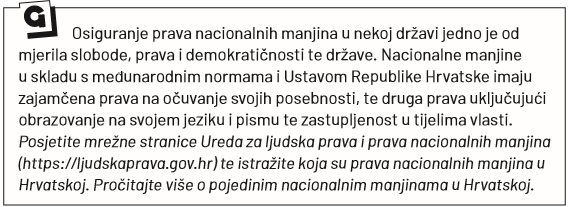 G
Osiguranje prava nacionalnih manjina u nekoj državi jedno je od
mjerila slobode, prava i demokratičnosti te države. Nacionalne manjine
u skladu s međunarodnim normama i Ustavom Republike Hrvatske imaju
zajamčena prava na očuvanje svojih posebnosti, te druga prava uključujući
obrazovanje na svojem jeziku i pismu te zastupljenost u tijelima vlasti.
Posjetite mrežne stranice Ureda za ljudska prava i prava nacionalnih manjina
(https://ljudskaprava.gov.hr) te istražite koja su prava nacionalnih manjina u
Hrvatskoj. Pročitajte više o pojedinim nacionalnim manjinama u Hrvatskoj.